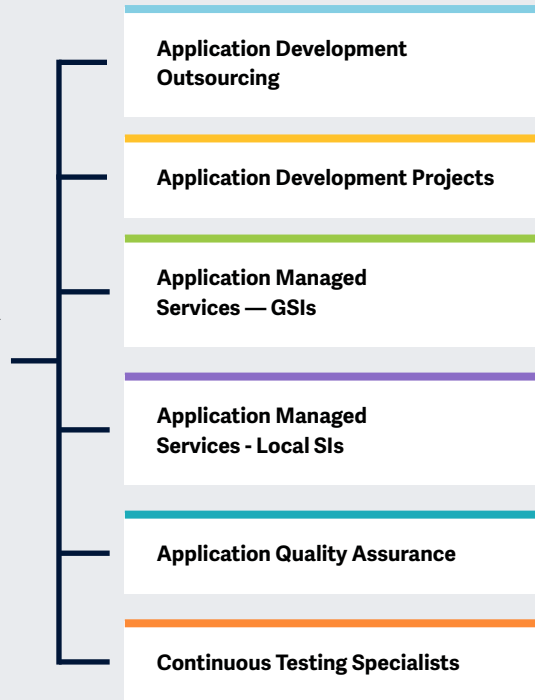 Application Development
Outsourcing
Application Development Projects
Application Managed
Services — GSIs
Application Managed
Services - Local SIs
Application Quality Assurance
Continuous Testing Specialists